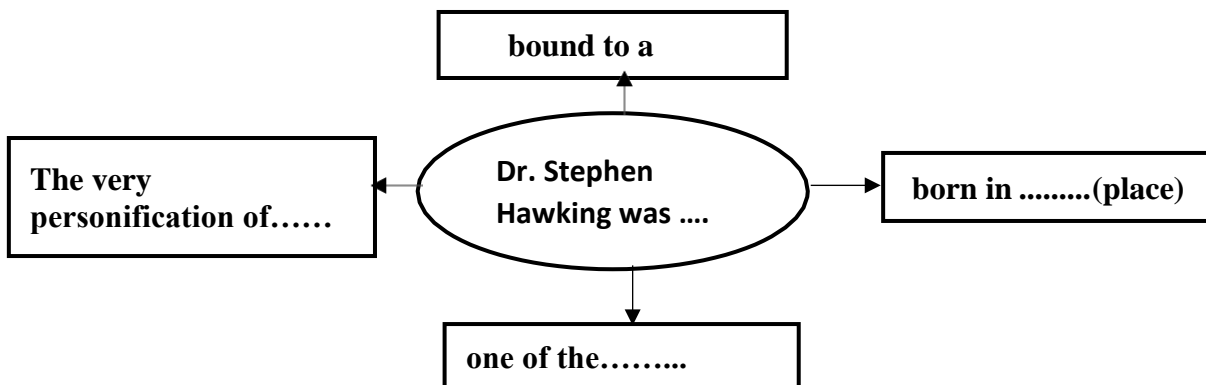 bound to a
The very
personification of……
Dr. Stephen
Hawking was ….
born in .........(place)
one of the……...